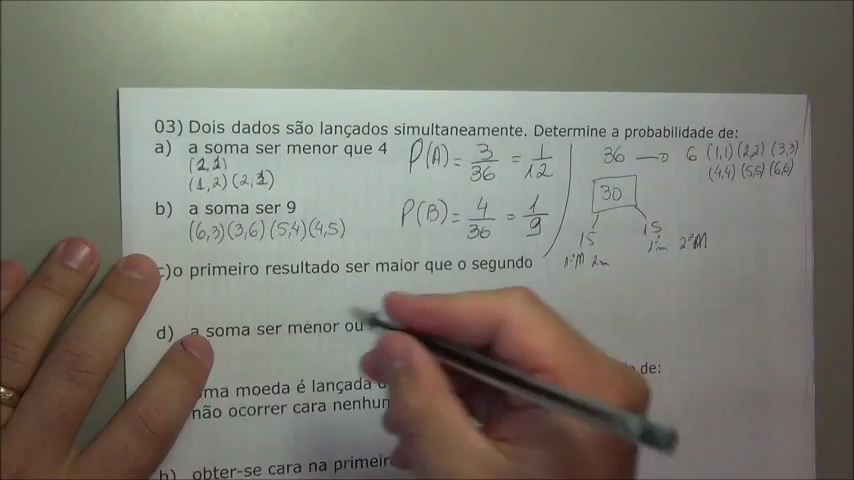 03) Dois dados são lançados simultaneamente. Determine a probabilidade de:
a) a soma ser menor que 4
(1,1)
(1,2) (2,1)
P(A) = 3/36 = 1/12
36 → 6 (1,1) (2,2) (3,3)
(4,4) (5,5) (6,6)
30
15 15
1ºM 2m 1ºm 2ºM
b) a soma ser 9
(6,3) (3,6) (5,4) (4,5)
P(B) = 4/36 = 1/9
c) o primeiro resultado ser maior que o segundo
d) a soma ser menor ou
de:
uma moeda é lançada
não ocorrer cara
b) obter-se cara na